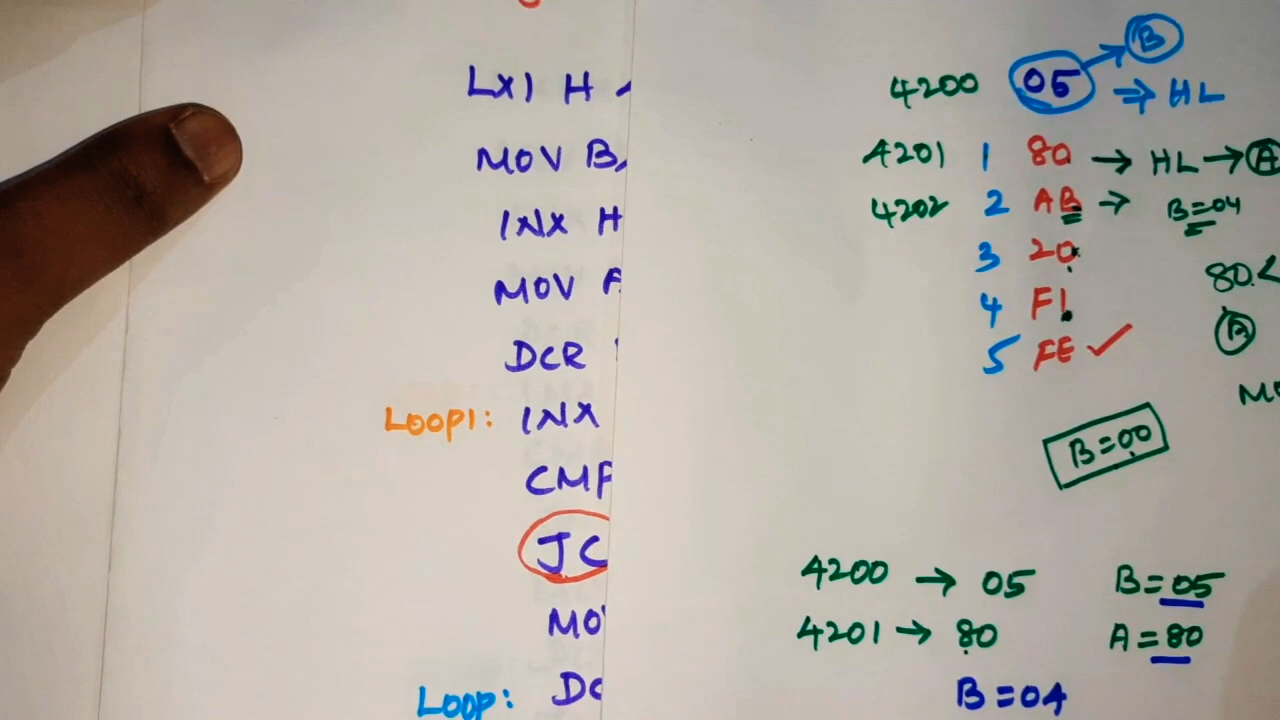 LXI H
MOV B,
INX H
MOV A
DCR
LOOP1: INX
CMP
JC
MO
LOOP: DC
B
4200 05 → HL
4201 1 80 → HL → A
4202 2 AB → B=04
3 20
4 F1
5 FE ✓
80<
A
B=00
4200 → 05 B=05
4201 → 80 A=80
B=04